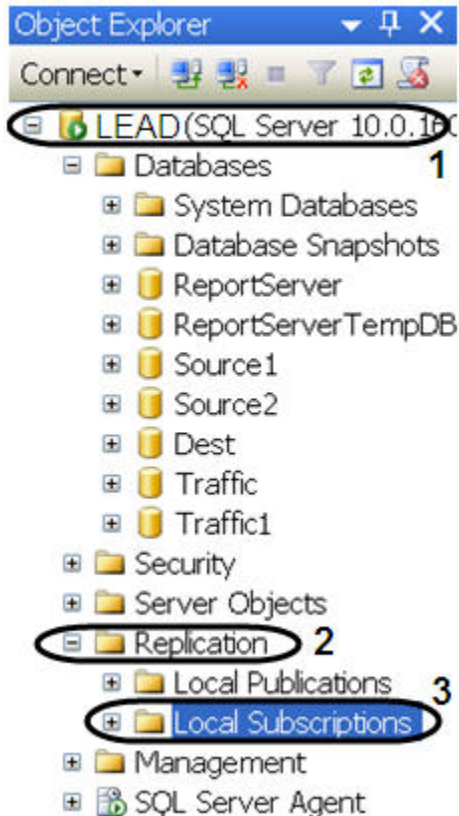 Object Explorer
Connect
LEAD(SQL Server 10.0.160
1
Databases
System Databases
Database Snapshots
ReportServer
ReportServerTempDB
Source1
Source2
Dest
Traffic
Traffic1
Security
Server Objects
Replication 2
Local Publications
3
Local Subscriptions
Management
SQL Server Agent